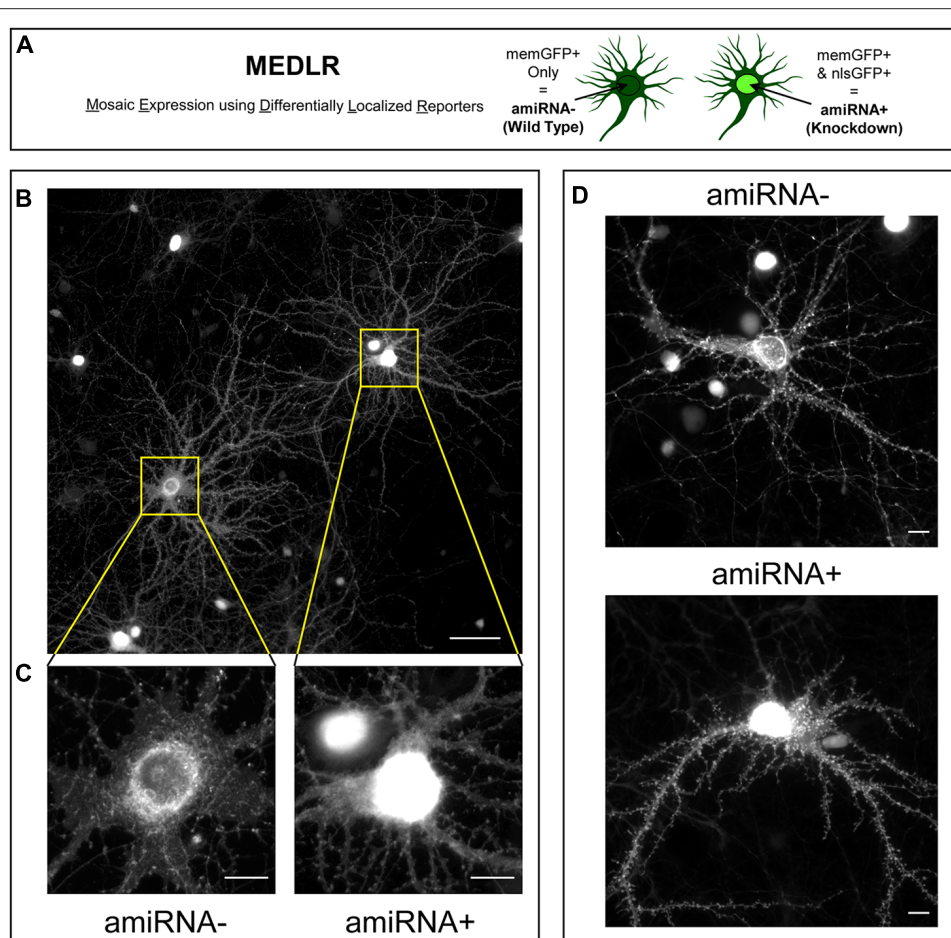 A
MEDLR
Mosaic Expression using Differentially Localized Reporters
memGFP+
Only
=
amiRNA-
(Wild Type)
memGFP+
& nlsGFP+
=
amiRNA+
(Knockdown)
B
C
amiRNA-
amiRNA+
D
amiRNA-
amiRNA+